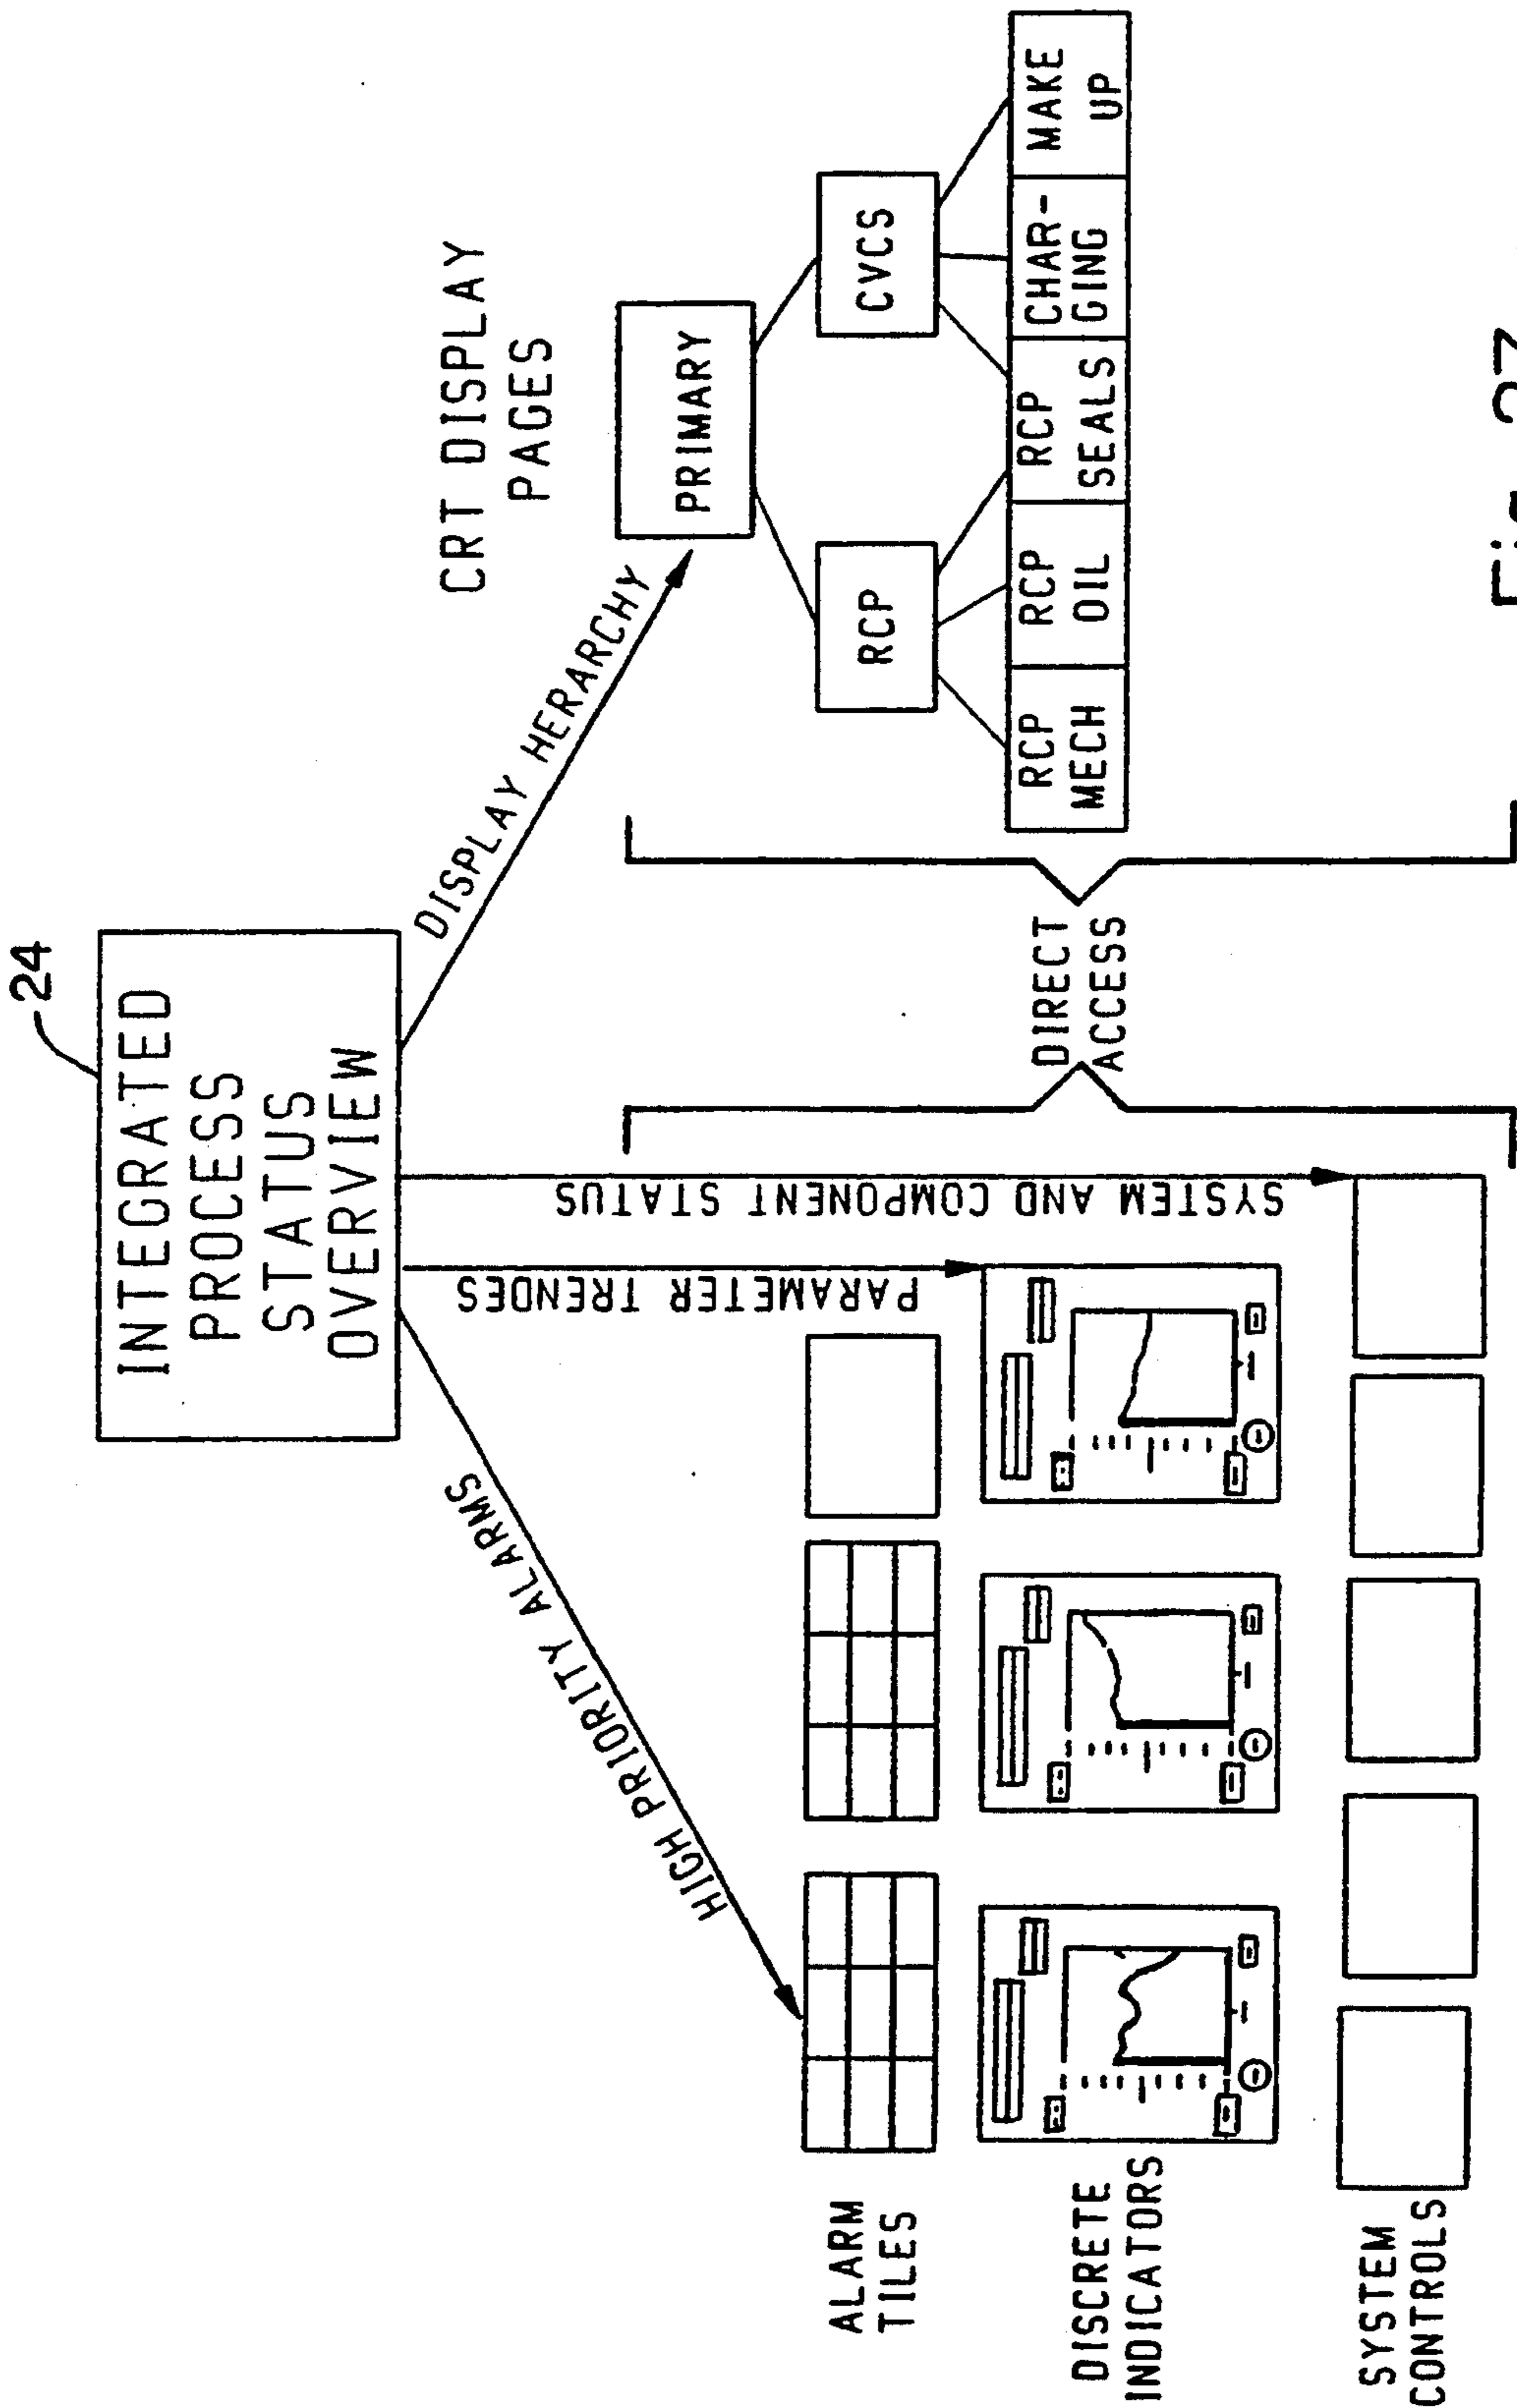 24
INTEGRATED
PROCESS
STATUS
OVERVIEW
HIGH PRIORITY ALARMS
PARAMETER TRENDES
SYSTEM AND COMPONENT STATUS
DISPLAY HERARCHY
CRT DISPLAY
PAGES
PRIMARY
RCP
CVCS
RCP
MECH
RCP
OIL
RCP
SEALS
CHAR-
GING
MAKE
UP
DIRECT
ACCESS
ALARM
TILES
DISCRETE
INDICATORS
SYSTEM
CONTROLS